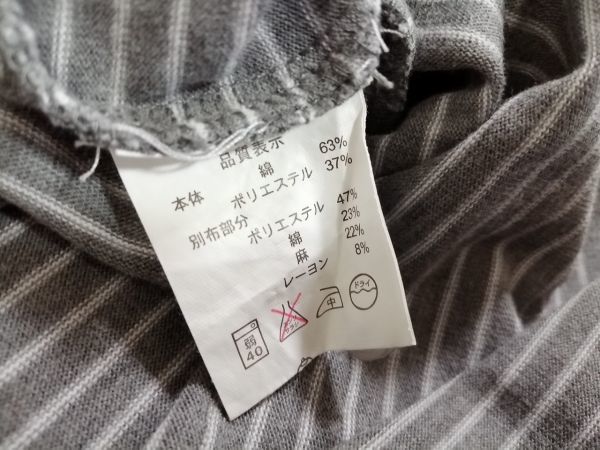 品質表示
本体 綿 63%
ポリエステル 37%
別布部分 ポリエステル 47%
綿 23%
麻 22%
レーヨン 8%
弱 40
中
ドライ